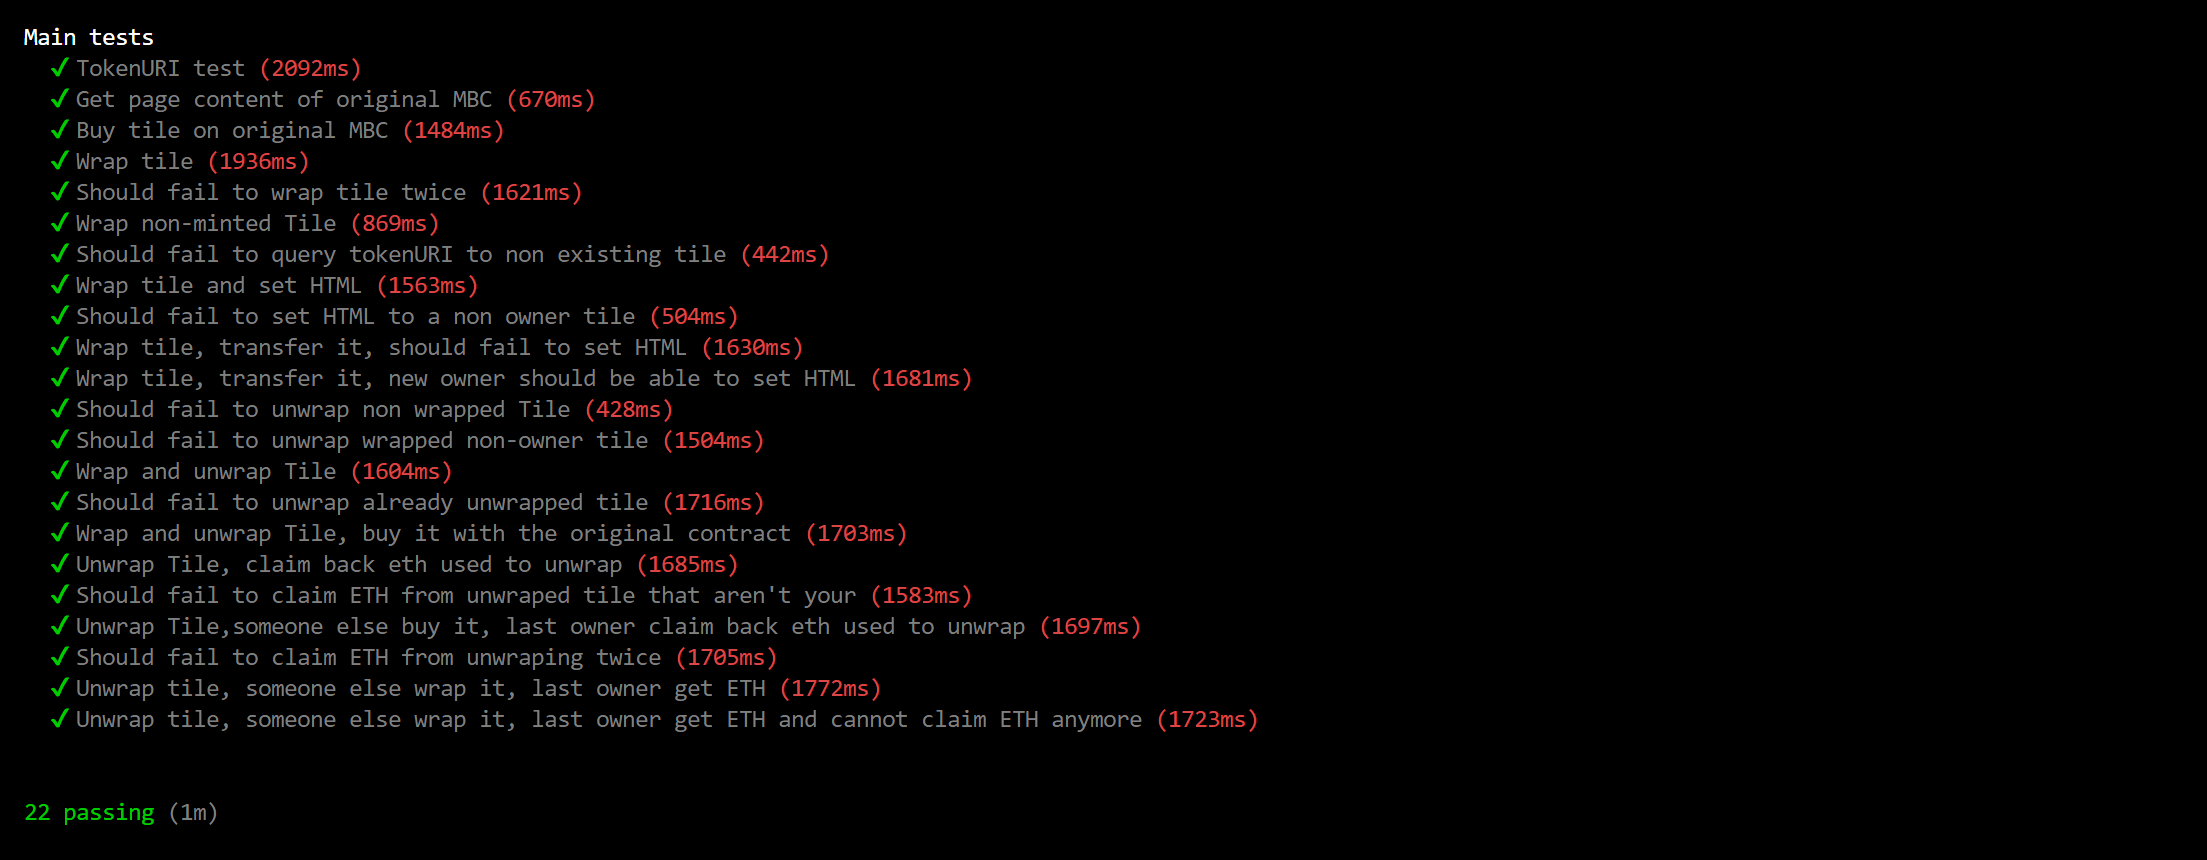 Main tests
✓ TokenURI test (2092ms)
✓ Get page content of original MBC (670ms)
✓ Buy tile on original MBC (1484ms)
✓ Wrap tile (1936ms)
✓ Should fail to wrap tile twice (1621ms)
✓ Wrap non-minted Tile (869ms)
✓ Should fail to query tokenURI to non existing tile (442ms)
✓ Wrap tile and set HTML (1563ms)
✓ Should fail to set HTML to a non owner tile (504ms)
✓ Wrap tile, transfer it, should fail to set HTML (1630ms)
✓ Wrap tile, transfer it, new owner should be able to set HTML (1681ms)
✓ Should fail to unwrap non wrapped Tile (428ms)
✓ Should fail to unwrap wrapped non-owner tile (1504ms)
✓ Wrap and unwrap Tile (1604ms)
✓ Should fail to unwrap already unwrapped tile (1716ms)
✓ Wrap and unwrap Tile, buy it with the original contract (1703ms)
✓ Unwrap Tile, claim back eth used to unwrap (1685ms)
✓ Should fail to claim ETH from unwraped tile that aren't your (1583ms)
✓ Unwrap Tile,someone else buy it, last owner claim back eth used to unwrap (1697ms)
✓ Should fail to claim ETH from unwraping twice (1705ms)
✓ Unwrap tile, someone else wrap it, last owner get ETH (1772ms)
✓ Unwrap tile, someone else wrap it, last owner get ETH and cannot claim ETH anymore (1723ms)
22 passing (1m)